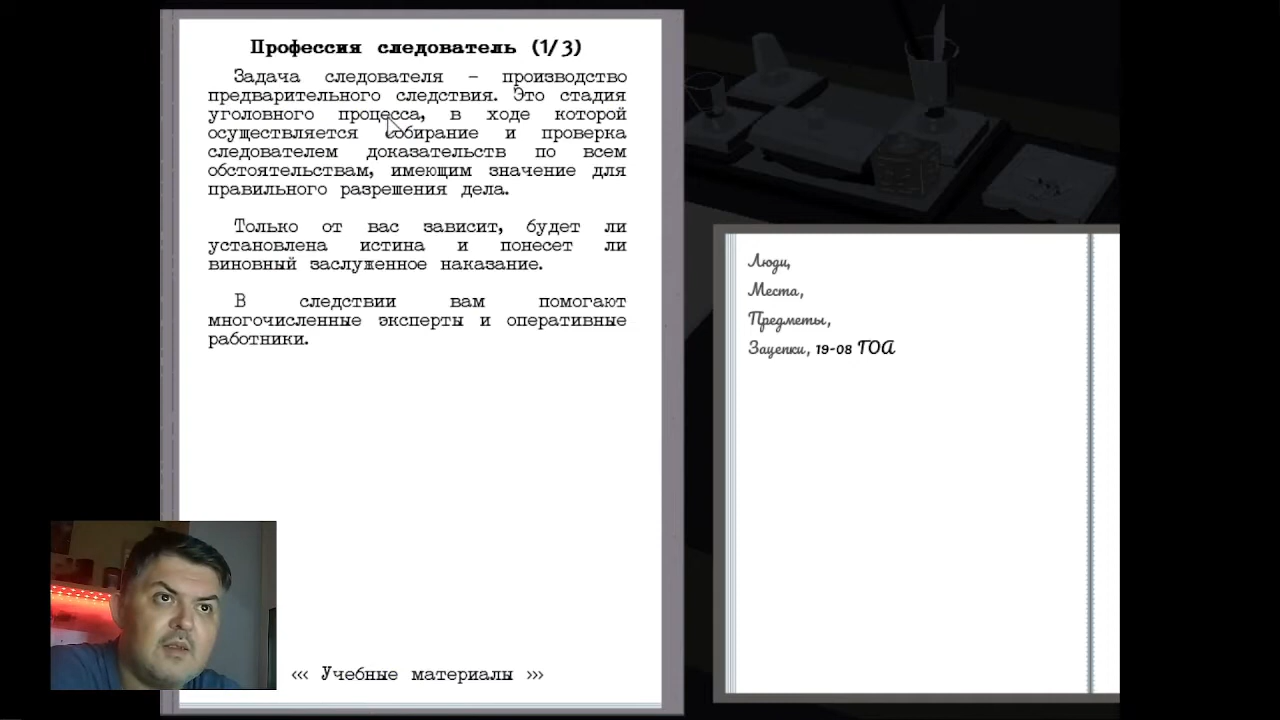 Профессия следователь (1/3)
Задача следователя – производство
предварительного следствия. Это стадия
уголовного процесса, в ходе которой
осуществляется собирание и проверка
следователем доказательств по всем
обстоятельствам, имеющим значение для
правильного разрешения дела.
Только от вас зависит, будет ли
установлена истина и понесет ли
виновный заслуженное наказание.
В следствии вам помогают
многочисленные эксперты и оперативные
работники.
‹‹‹ Учебные материалы ›››
Люди,
Места,
Предметы,
Зацепки, 19-08 ТОА